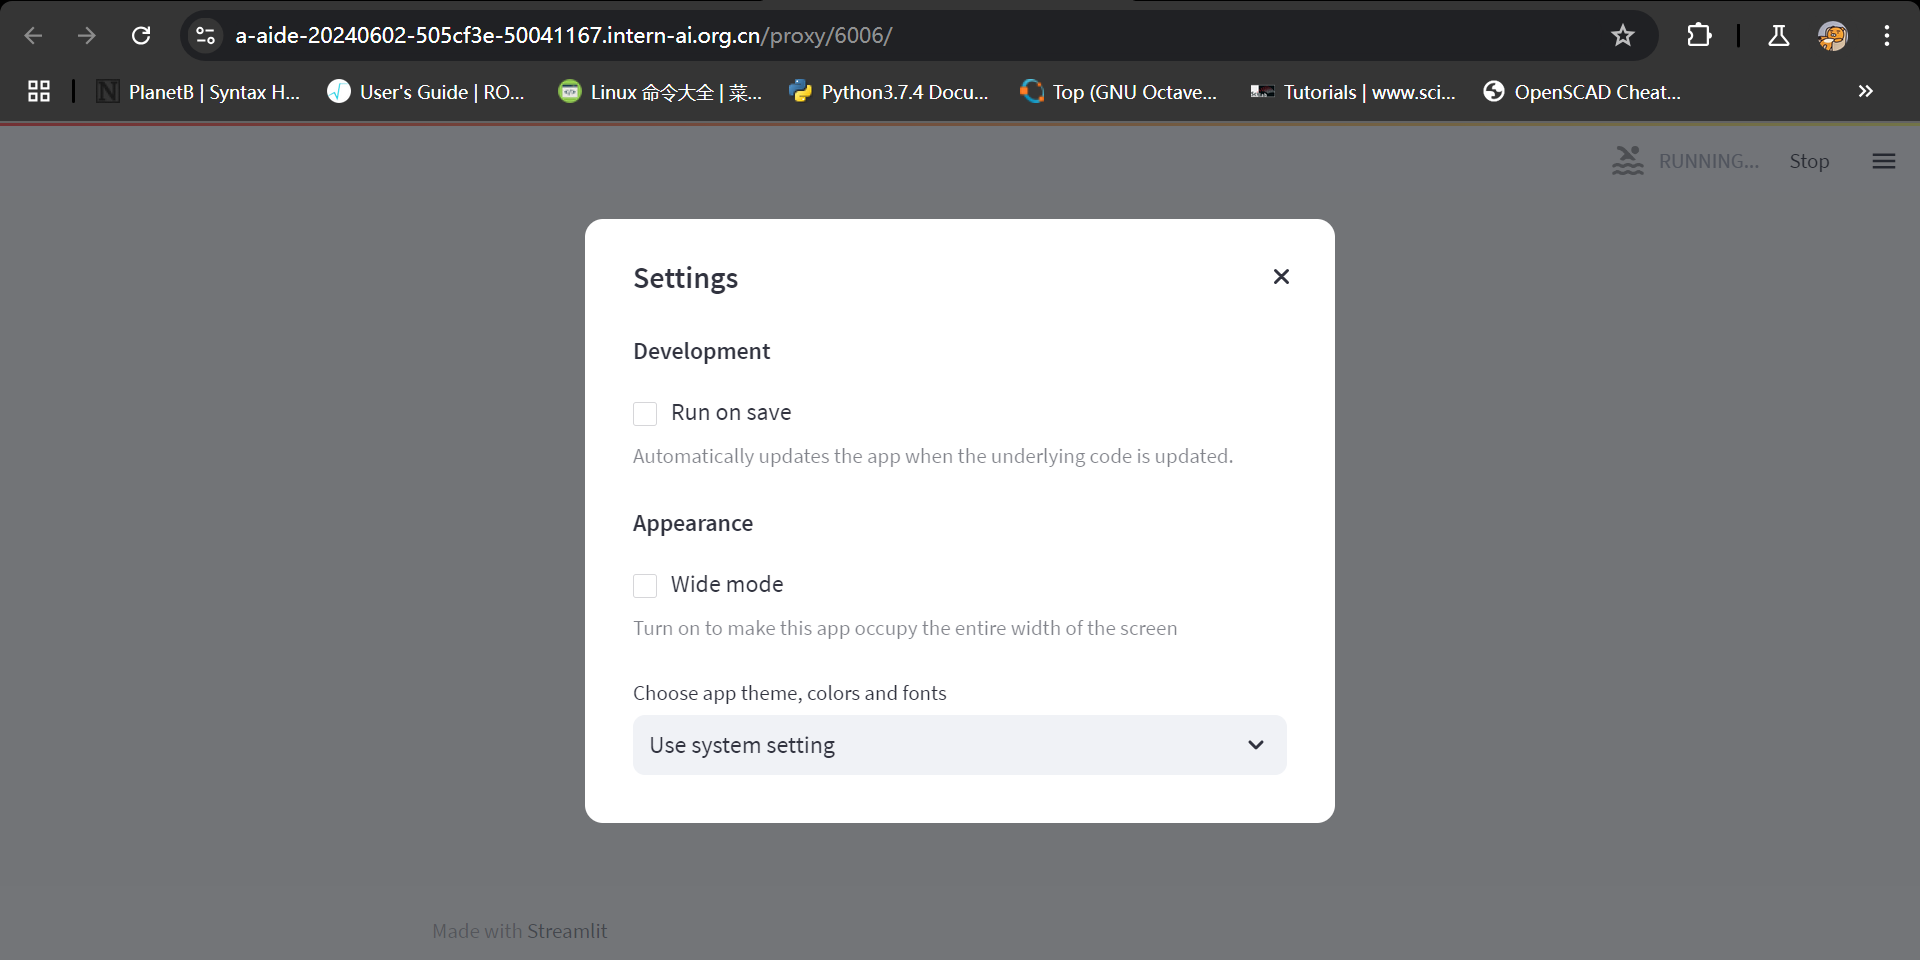 a-aide-20240602-505cf3e-50041167.intern-ai.org.cn/proxy/6006/
PlanetB | Syntax H... User's Guide | RO... Linux 命令大全 | 菜... Python3.7.4 Docu... Top (GNU Octave... Tutorials | www.sci... OpenSCAD Cheat...
RUNNING... Stop
Settings
Development
Run on save
Automatically updates the app when the underlying code is updated.
Appearance
Wide mode
Turn on to make this app occupy the entire width of the screen
Choose app theme, colors and fonts
Use system setting
Made with Streamlit